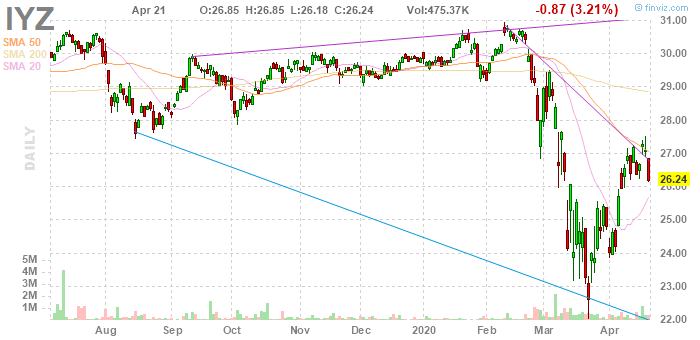 IYZ
Apr 21 O:26.85 H:26.85 L:26.18 C:26.24 Vol:475.37K -0.87 (3.21%)
© finviz.com
SMA 50
SMA 200
SMA 20
DAILY
31.00
30.00
29.00
28.00
27.00
26.24
26.00
25.00
24.00
23.00
22.00
5M
4M
3M
2M
1M
Aug Sep Oct Nov Dec 2020 Feb Mar Apr